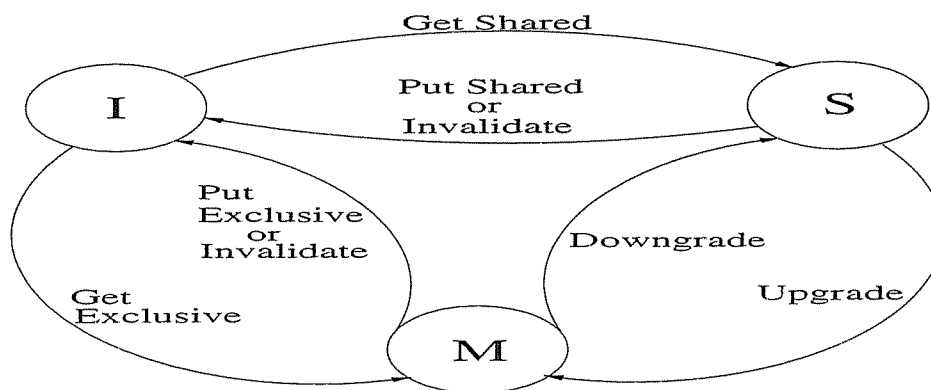 Get Shared
I
Put Shared
or
Invalidate
S
Put
Exclusive
or
Invalidate
Downgrade
Get
Exclusive
Upgrade
M